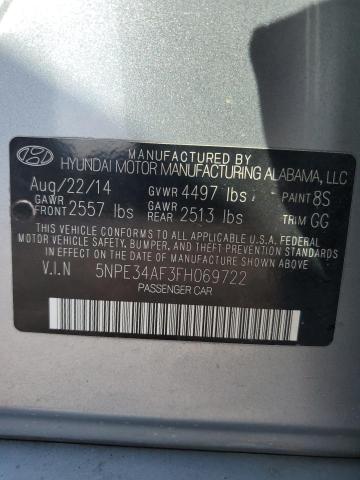 MANUFACTURED BY
HYUNDAI MOTOR MANUFACTURING ALABAMA, LLC
Aug/22/14 GVWR 4497 lbs PAINT 8S
GAWR FRONT 2557 lbs GAWR REAR 2513 lbs TRIM GG
THIS VEHICLE CONFORMS TO ALL APPLICABLE U.S.A. FEDERAL
MOTOR VEHICLE SAFETY, BUMPER, AND THEFT PREVENTION
STANDARDS IN EFFECT ON THE DATE OF MANUFACTURE SHOWN ABOVE.
V.I.N 5NPE34AF3FH069722
PASSENGER CAR